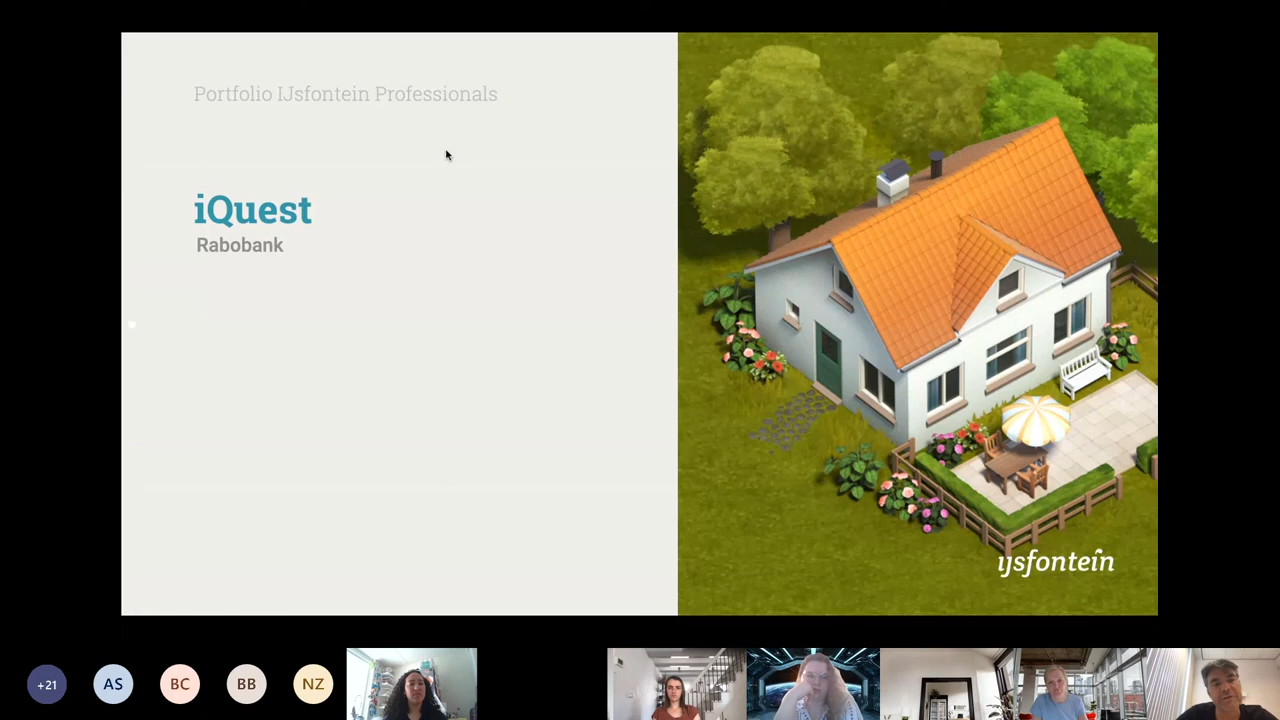 Portfolio IJsfontein Professionals
iQuest
Rabobank
ijsfontein
+21
AS
BC
BB
NZ